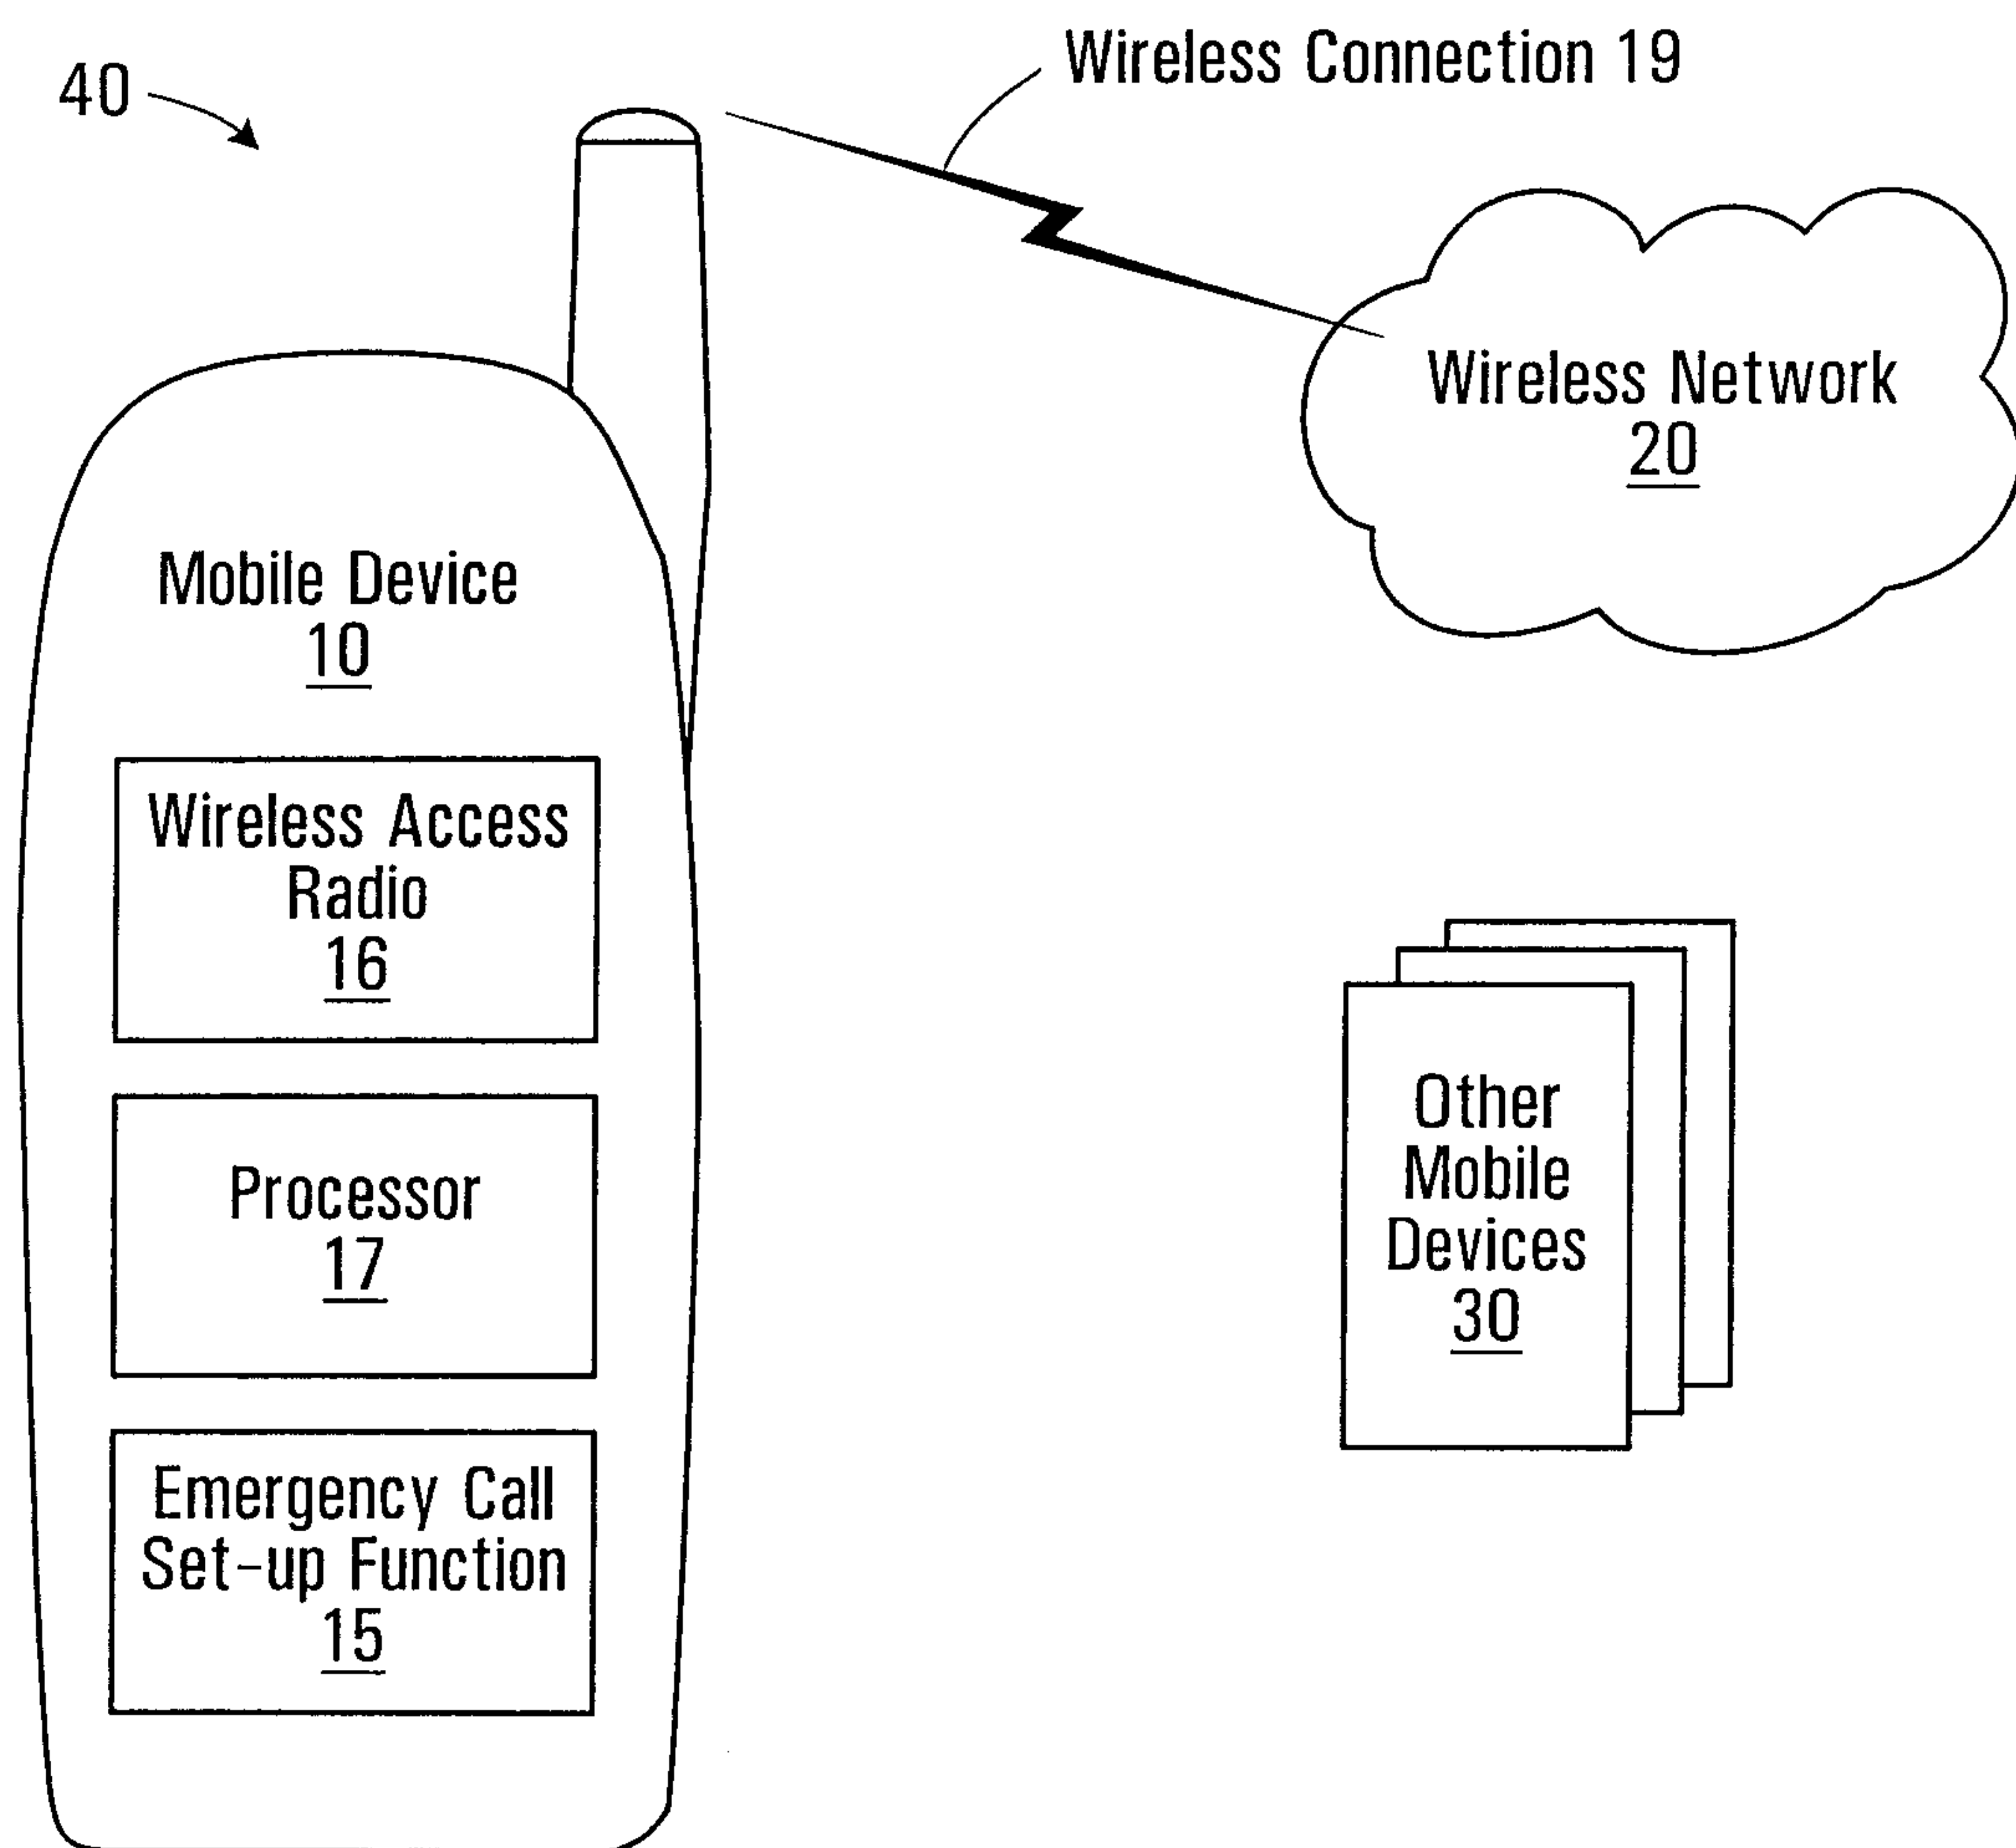 40
Wireless Connection 19
Wireless Network
20
Mobile Device
10
Wireless Access
Radio
16
Processor
17
Emergency Call
Set-up Function
15
Other
Mobile
Devices
30